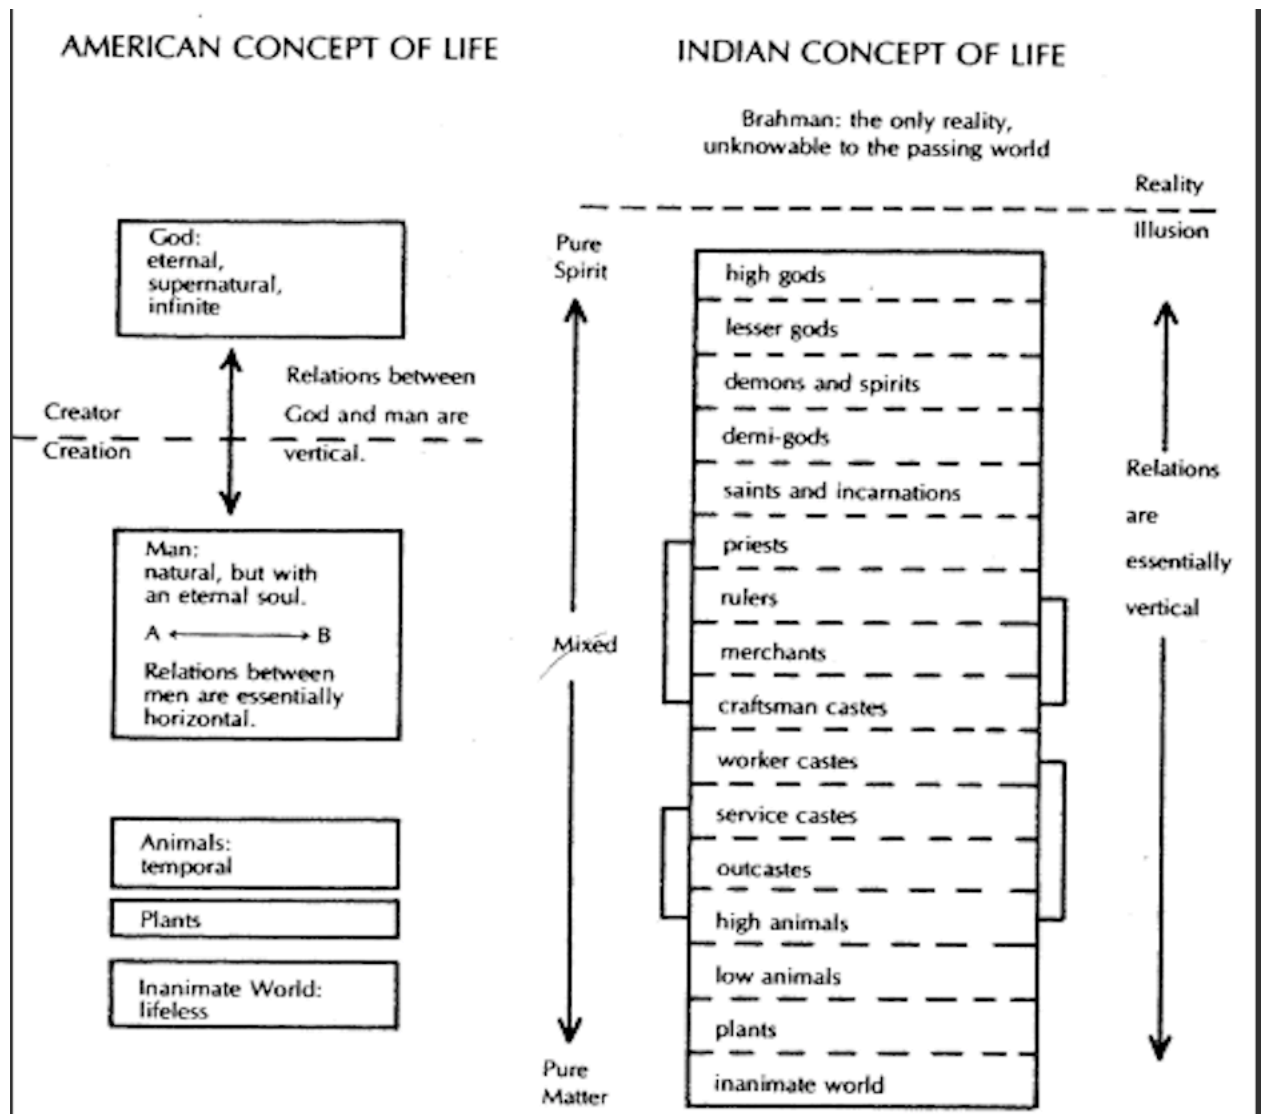 AMERICAN CONCEPT OF LIFE
God:
eternal,
supernatural,
infinite
Relations between
God and man are
vertical.
Creator
Creation
Man:
natural, but with
an eternal soul.
A B
Relations between
men are essentially
horizontal.
Animals:
temporal
Plants
Inanimate World:
lifeless
INDIAN CONCEPT OF LIFE
Brahman: the only reality,
unknowable to the passing world
Reality
Illusion
Pure
Spirit
Mixed
Pure
Matter
high gods
lesser gods
demons and spirits
demi-gods
saints and incarnations
priests
rulers
merchants
craftsman castes
worker castes
service castes
outcastes
high animals
low animals
plants
inanimate world
Relations
are
essentially
vertical